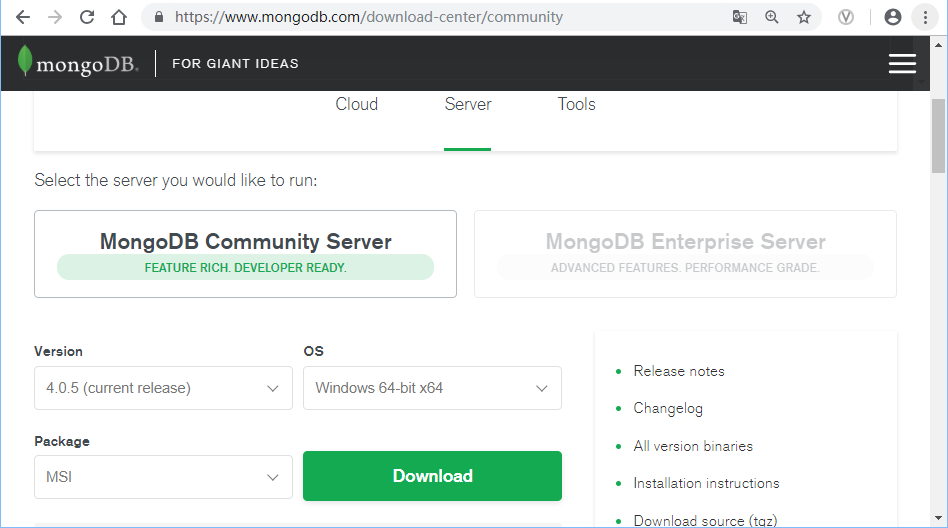 https://www.mongodb.com/download-center/community
mongoDB. FOR GIANT IDEAS
Cloud Server Tools
Select the server you would like to run:
MongoDB Community Server
FEATURE RICH. DEVELOPER READY.
MongoDB Enterprise Server
ADVANCED FEATURES. PERFORMANCE GRADE.
Version
4.0.5 (current release)
OS
Windows 64-bit x64
Package
MSI
Download
Release notes
Changelog
All version binaries
Installation instructions
Download source (tgz)